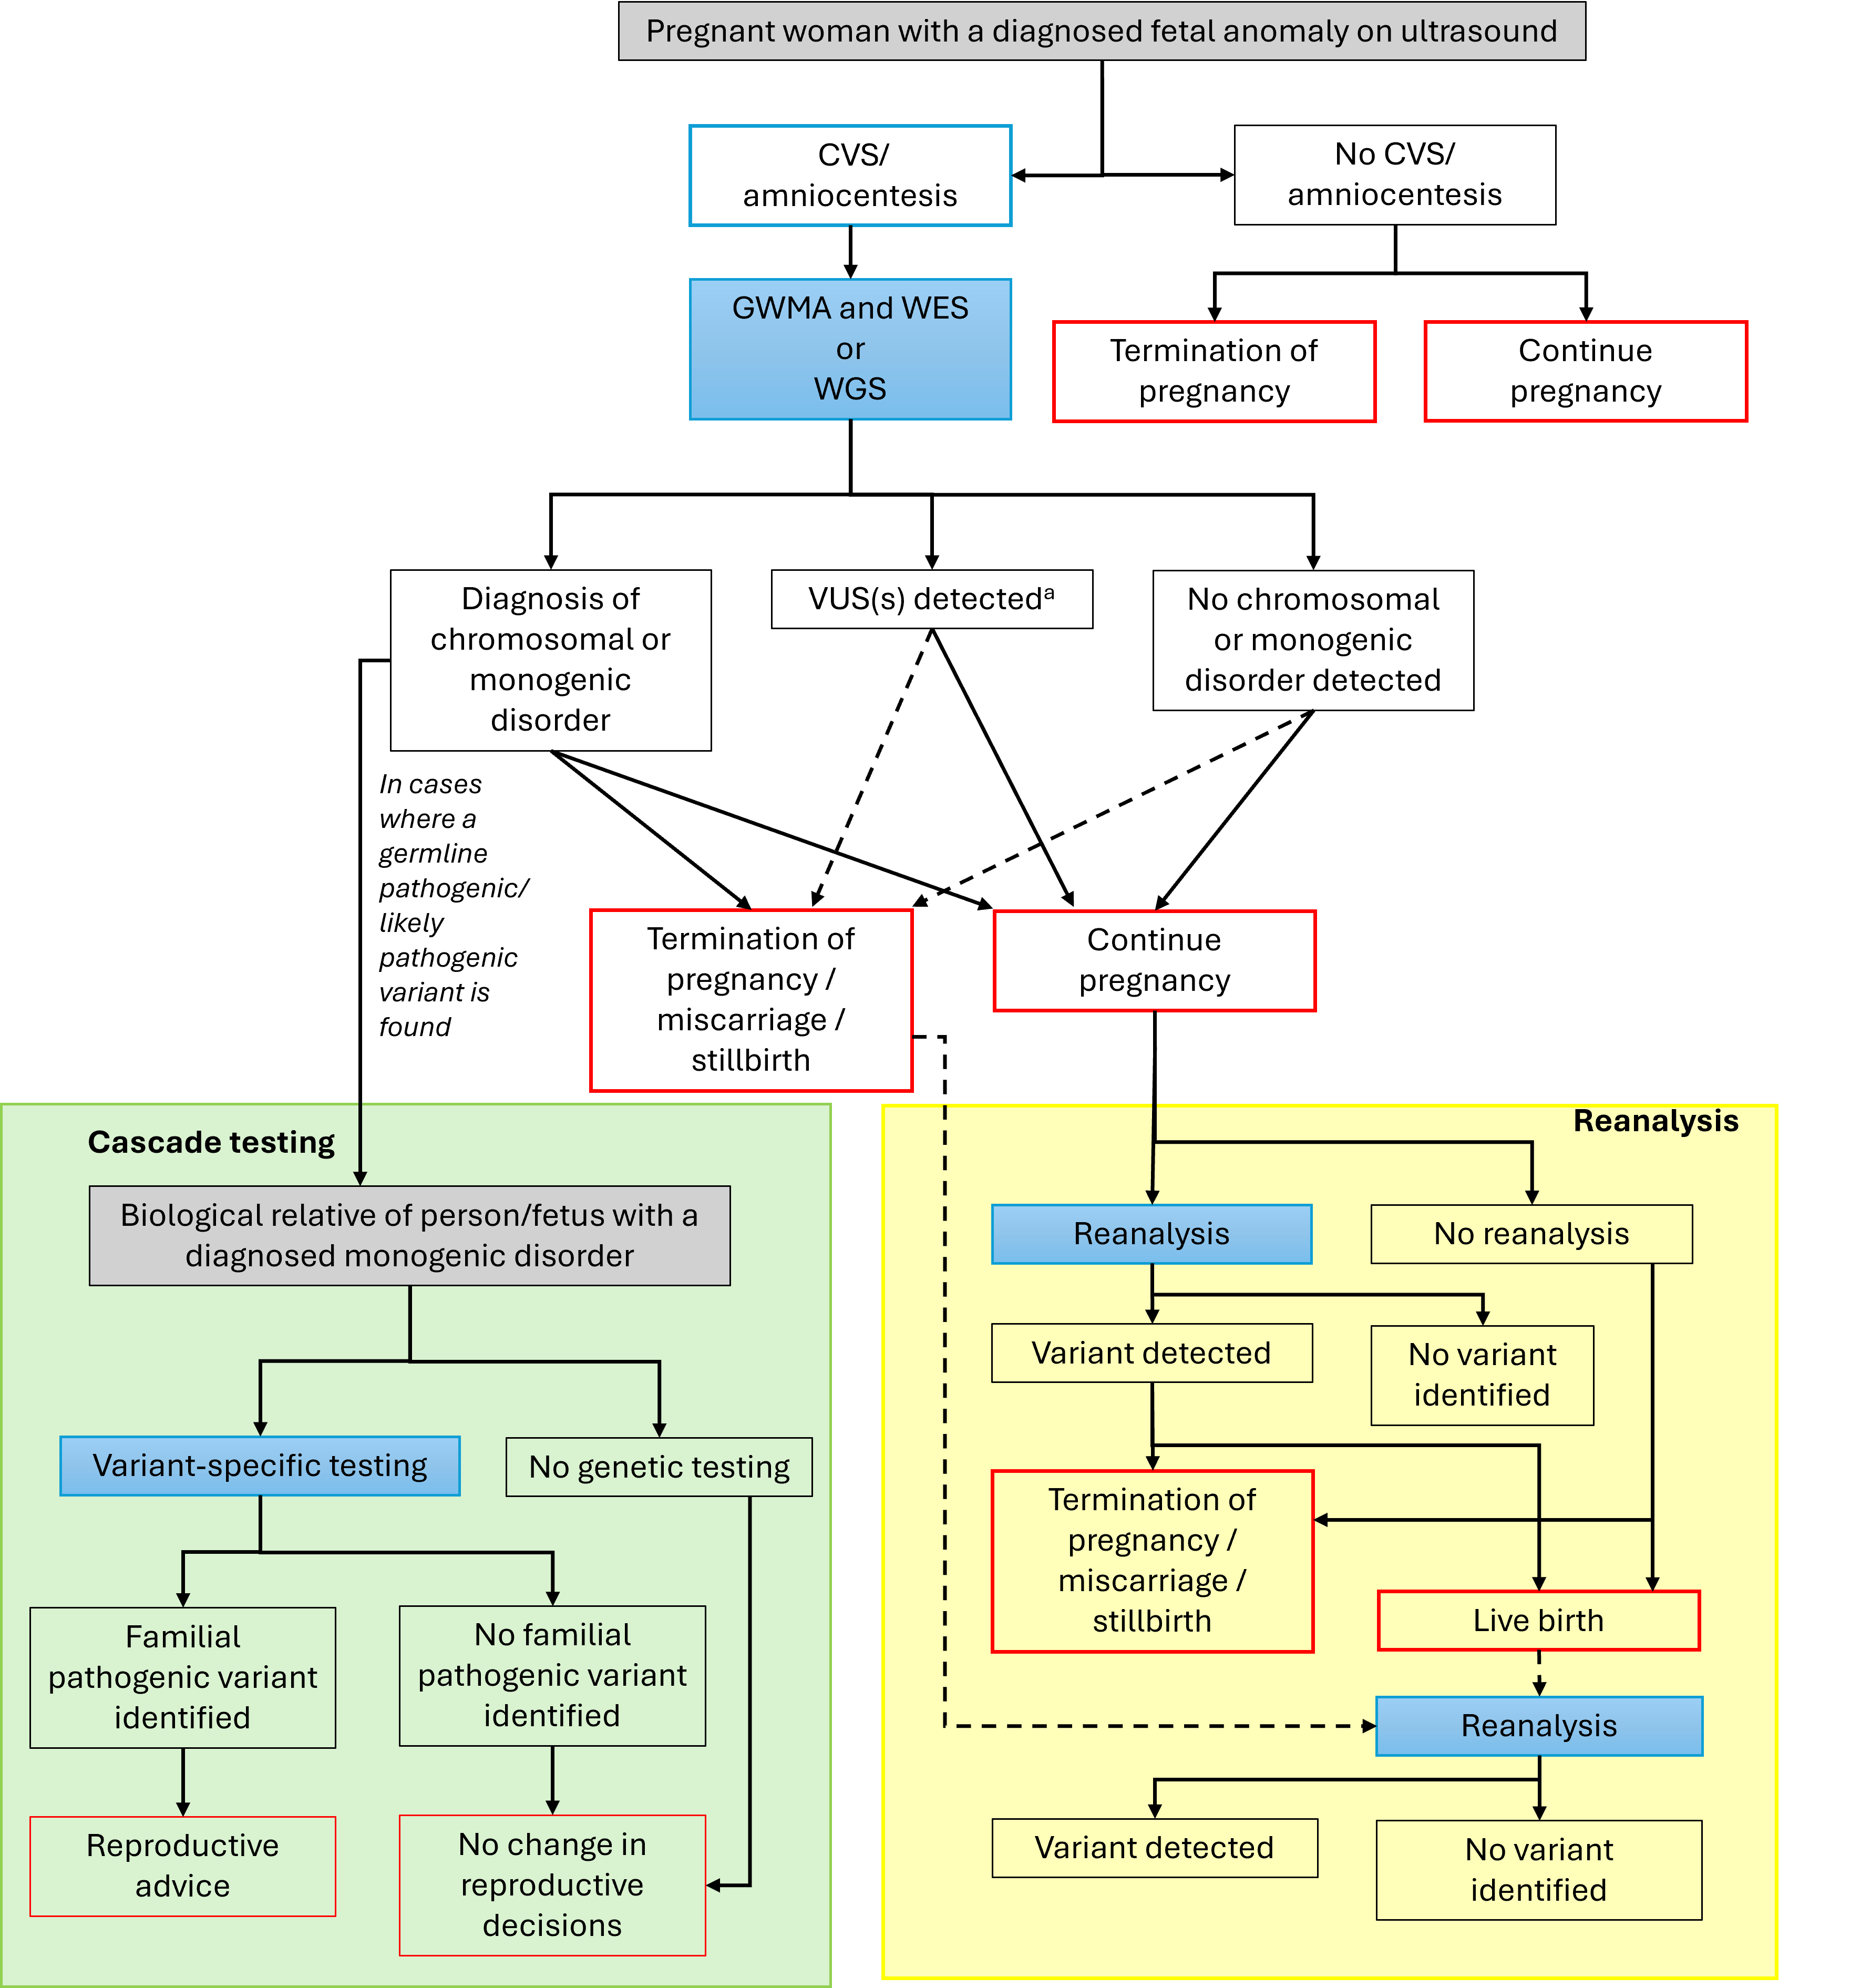 Pregnant woman with a diagnosed fetal anomaly on ultrasound
CVS/
amniocentesis
No CVS/
amniocentesis
GWMA and WES
or
WGS
Termination of
pregnancy
Continue
pregnancy
Diagnosis of
chromosomal or
monogenic
disorder
VUS(s) detectedᵃ
No chromosomal
or monogenic
disorder detected
In cases
where a
germline
pathogenic/
likely
pathogenic
variant is
found
Termination of
pregnancy /
miscarriage /
stillbirth
Continue
pregnancy
Cascade testing
Biological relative of person/fetus with a
diagnosed monogenic disorder
Variant-specific testing
No genetic testing
Familial
pathogenic variant
identified
No familial
pathogenic variant
identified
Reproductive
advice
No change in
reproductive
decisions
Reanalysis
Reanalysis
No reanalysis
Variant detected
No variant
identified
Termination of
pregnancy /
miscarriage /
stillbirth
Live birth
Reanalysis
Variant detected
No variant
identified